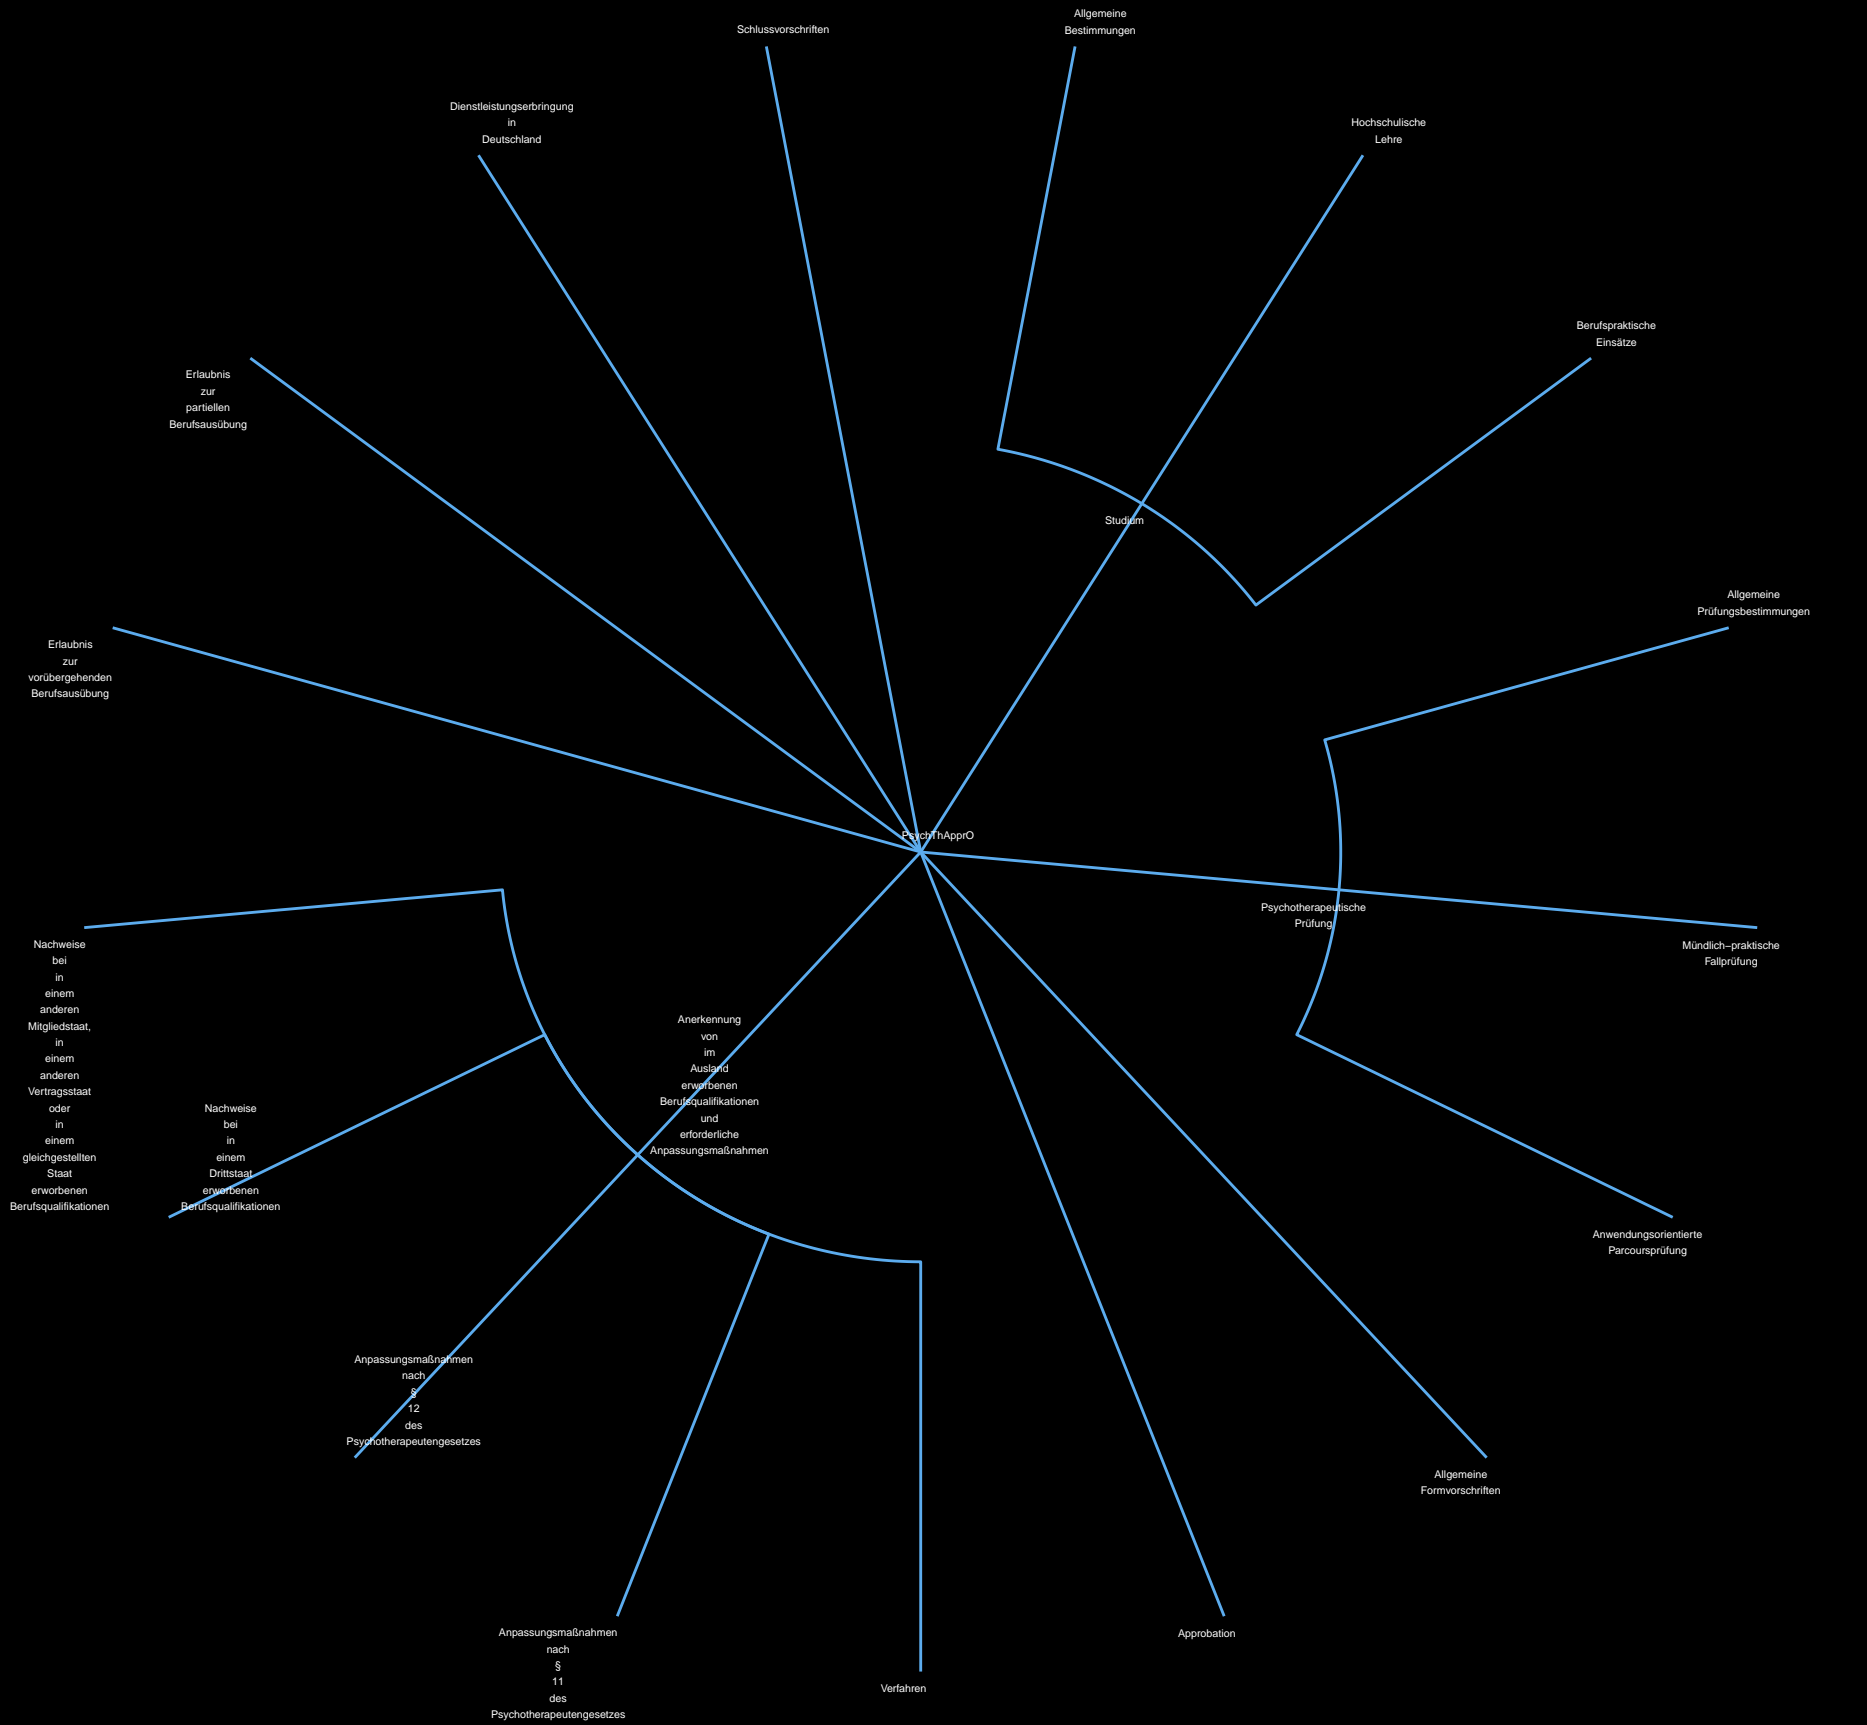 Allgemeine
Bestimmungen
Schlussvorschriften
Dienstleistungserbringung
in
Deutschland
Hochschulische
Lehre
Berufspraktische
Einsätze
Erlaubnis
zur
partiellen
Berufsausübung
Studium
Allgemeine
Prüfungsbestimmungen
Erlaubnis
zur
vorübergehenden
Berufsausübung
PsychThApprO
Psychotherapeutische
Prüfung
Mündlich−praktische
Fallprüfung
Nachweise
bei
in
einem
anderen
Mitgliedstaat,
in
einem
anderen
Vertragsstaat
oder
in
einem
gleichgestellten
Staat
erworbenen
Berufsqualifikationen
Nachweise
bei
in
einem
Drittstaat
erworbenen
Berufsqualifikationen
Anerkennung
von
im
Ausland
erworbenen
Berufsqualifikationen
und
erforderliche
Anpassungsmaßnahmen
Anwendungsorientierte
Parcoursprüfung
Anpassungsmaßnahmen
nach
§
12
des
Psychotherapeutengesetzes
Allgemeine
Formvorschriften
Anpassungsmaßnahmen
nach
§
11
des
Psychotherapeutengesetzes
Verfahren
Approbation